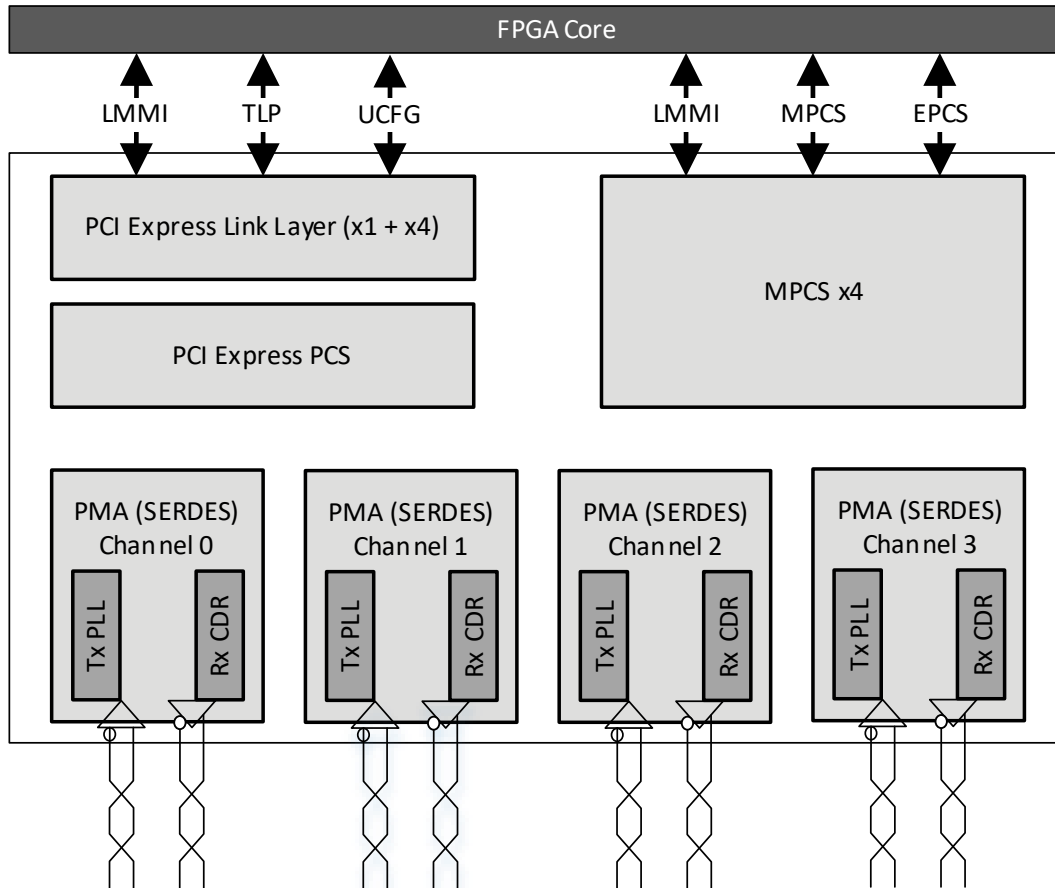 FPGA Core
LMMI
TLP
UCFG
LMMI
MPCS
EPCS
PCI Express Link Layer (x1 + x4)
PCI Express PCS
MPCS x4
PMA (SERDES)
Channel 0
Tx PLL
Rx CDR
PMA (SERDES)
Channel 1
Tx PLL
Rx CDR
PMA (SERDES)
Channel 2
Tx PLL
Rx CDR
PMA (SERDES)
Channel 3
Tx PLL
Rx CDR